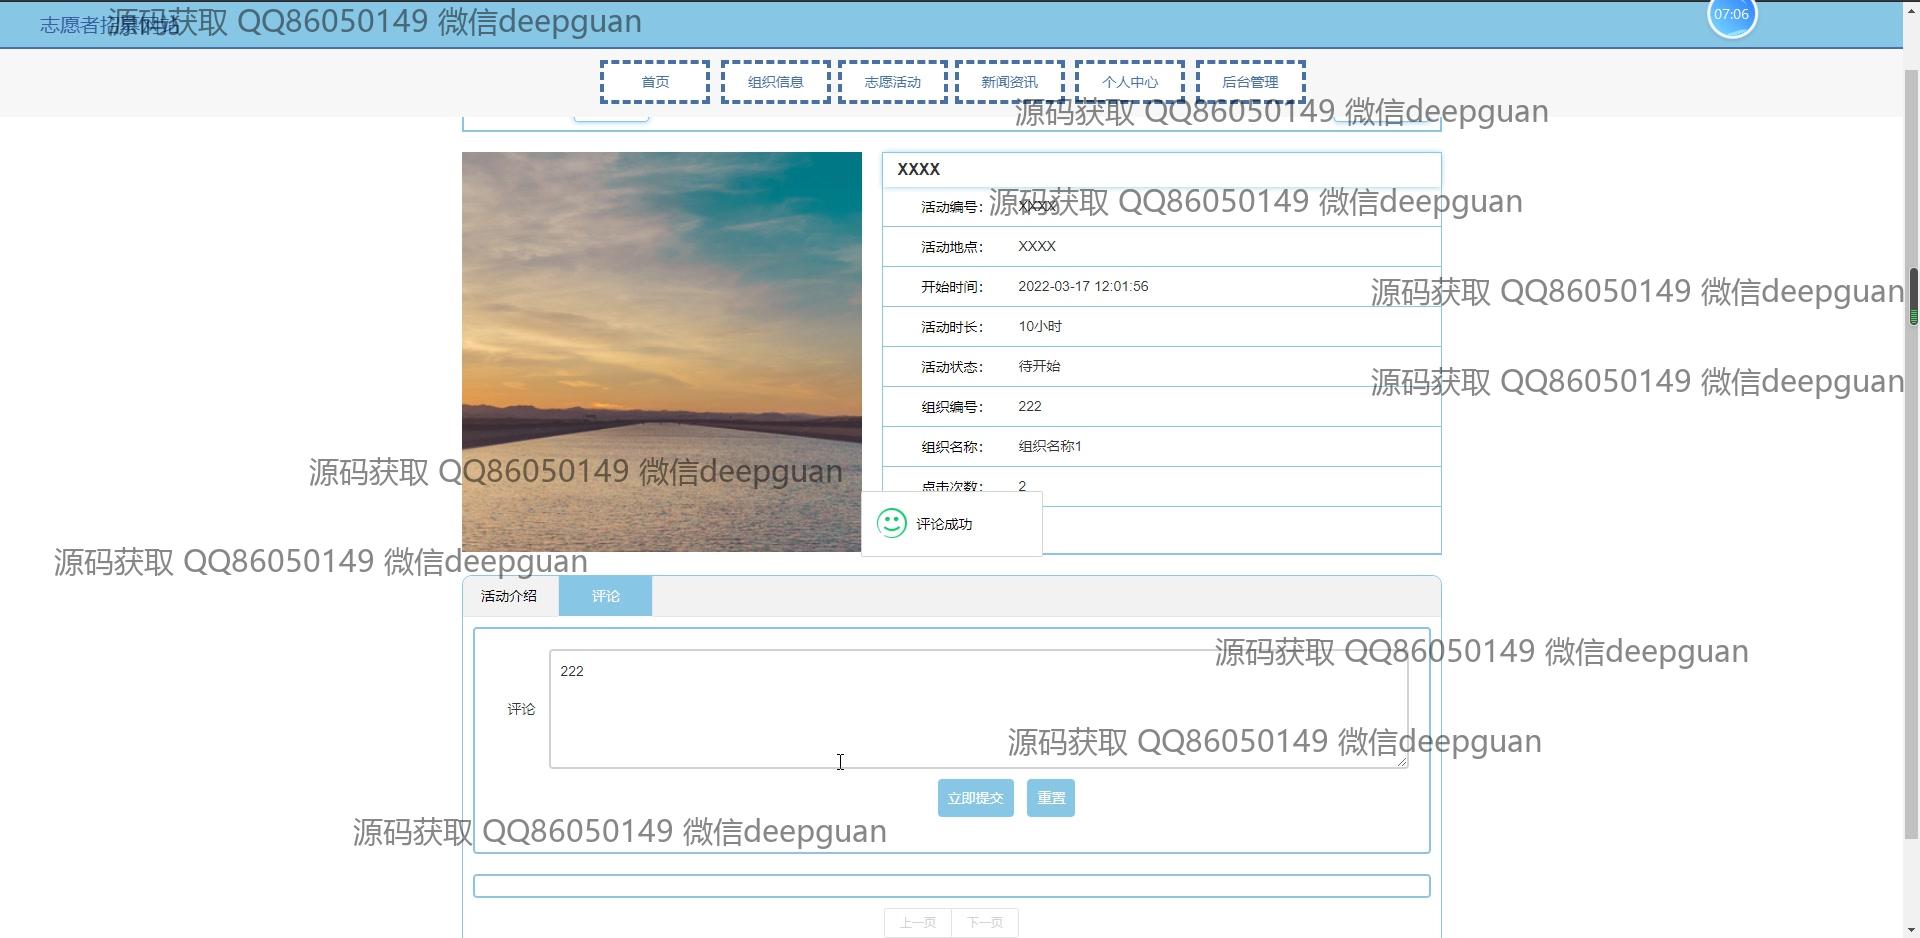 志愿者招募网站
源码获取 QQ86050149 微信deepguan
07:06
首页 组织信息 志愿活动 新闻资讯 个人中心 后台管理
源码获取 QQ86050149 微信deepguan
XXXX
活动编号： XXXX
源码获取 QQ86050149 微信deepguan
活动地点： XXXX
开始时间： 2022-03-17 12:01:56
源码获取 QQ86050149 微信deepguan
活动时长： 10小时
活动状态： 待开始
源码获取 QQ86050149 微信deepguan
组织编号： 222
组织名称： 组织名称1
源码获取 QQ86050149 微信deepguan
点击次数： 2
评论成功
源码获取 QQ86050149 微信deepguan
活动介绍 评论
源码获取 QQ86050149 微信deepguan
222
评论
源码获取 QQ86050149 微信deepguan
立即提交 重置
源码获取 QQ86050149 微信deepguan
上一页 下一页